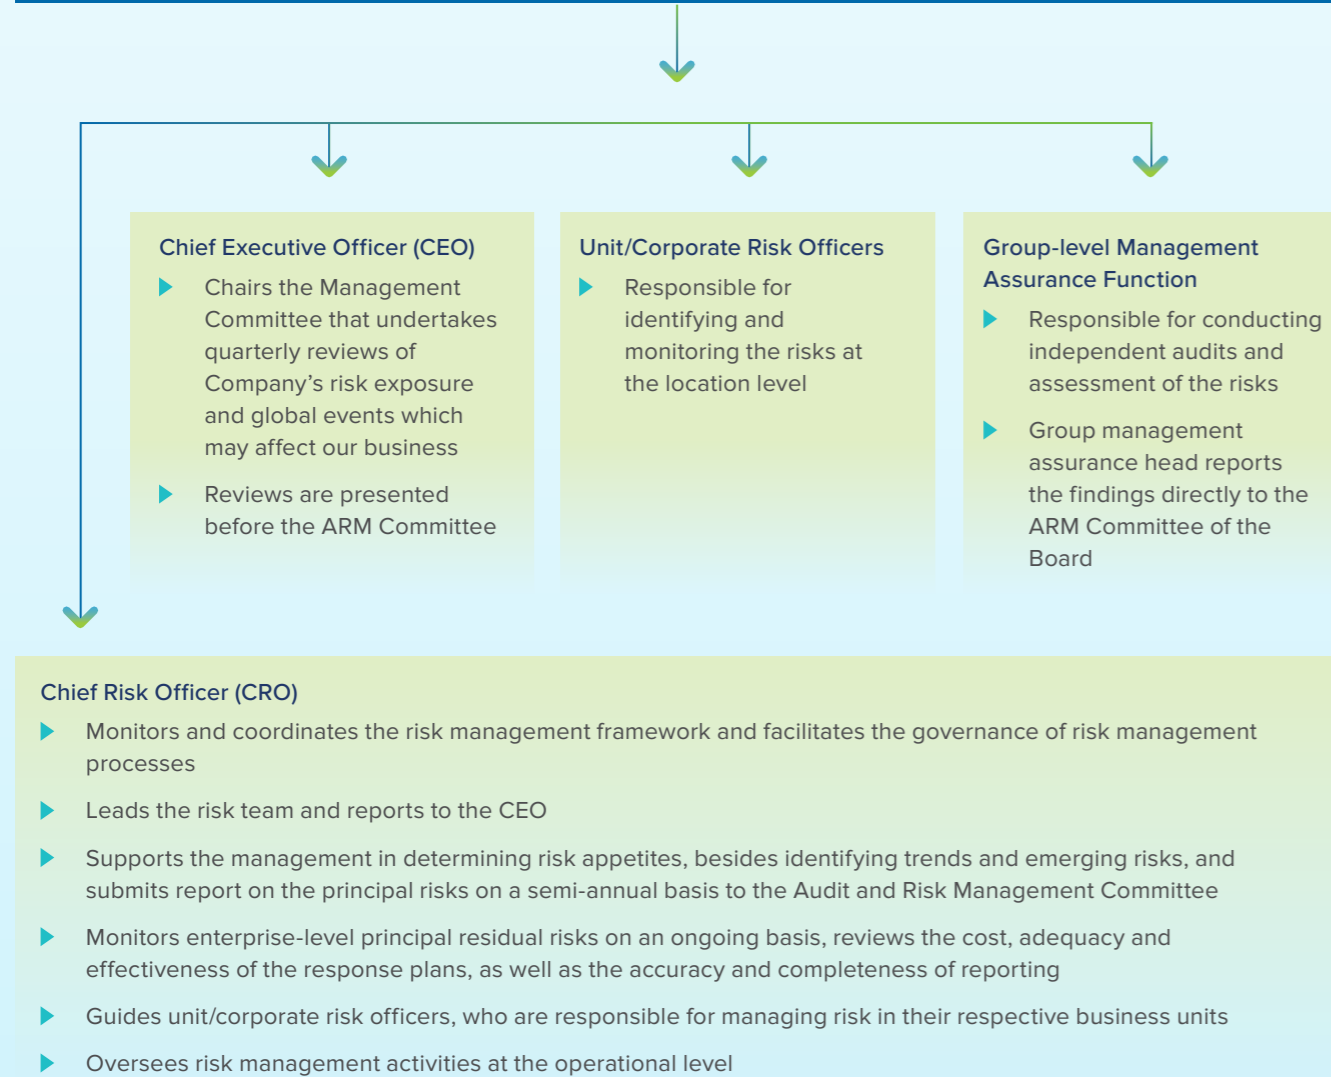 Chief Executive Officer (CEO)
Chairs the Management
Committee that undertakes
quarterly reviews of
Company's risk exposure
and global events which
may affect our business
Reviews are presented
before the ARM Committee
Unit/Corporate Risk Officers
Responsible for
identifying and
monitoring the risks at
the location level
Group-level Management
Assurance Function
Responsible for conducting
independent audits and
assessment of the risks
Group management
assurance head reports
the findings directly to the
ARM Committee of the
Board
Chief Risk Officer (CRO)
Monitors and coordinates the risk management framework and facilitates the governance of risk management
processes
Leads the risk team and reports to the CEO
Supports the management in determining risk appetites, besides identifying trends and emerging risks, and
submits report on the principal risks on a semi-annual basis to the Audit and Risk Management Committee
Monitors enterprise-level principal residual risks on an ongoing basis, reviews the cost, adequacy and
effectiveness of the response plans, as well as the accuracy and completeness of reporting
Guides unit/corporate risk officers, who are responsible for managing risk in their respective business units
Oversees risk management activities at the operational level